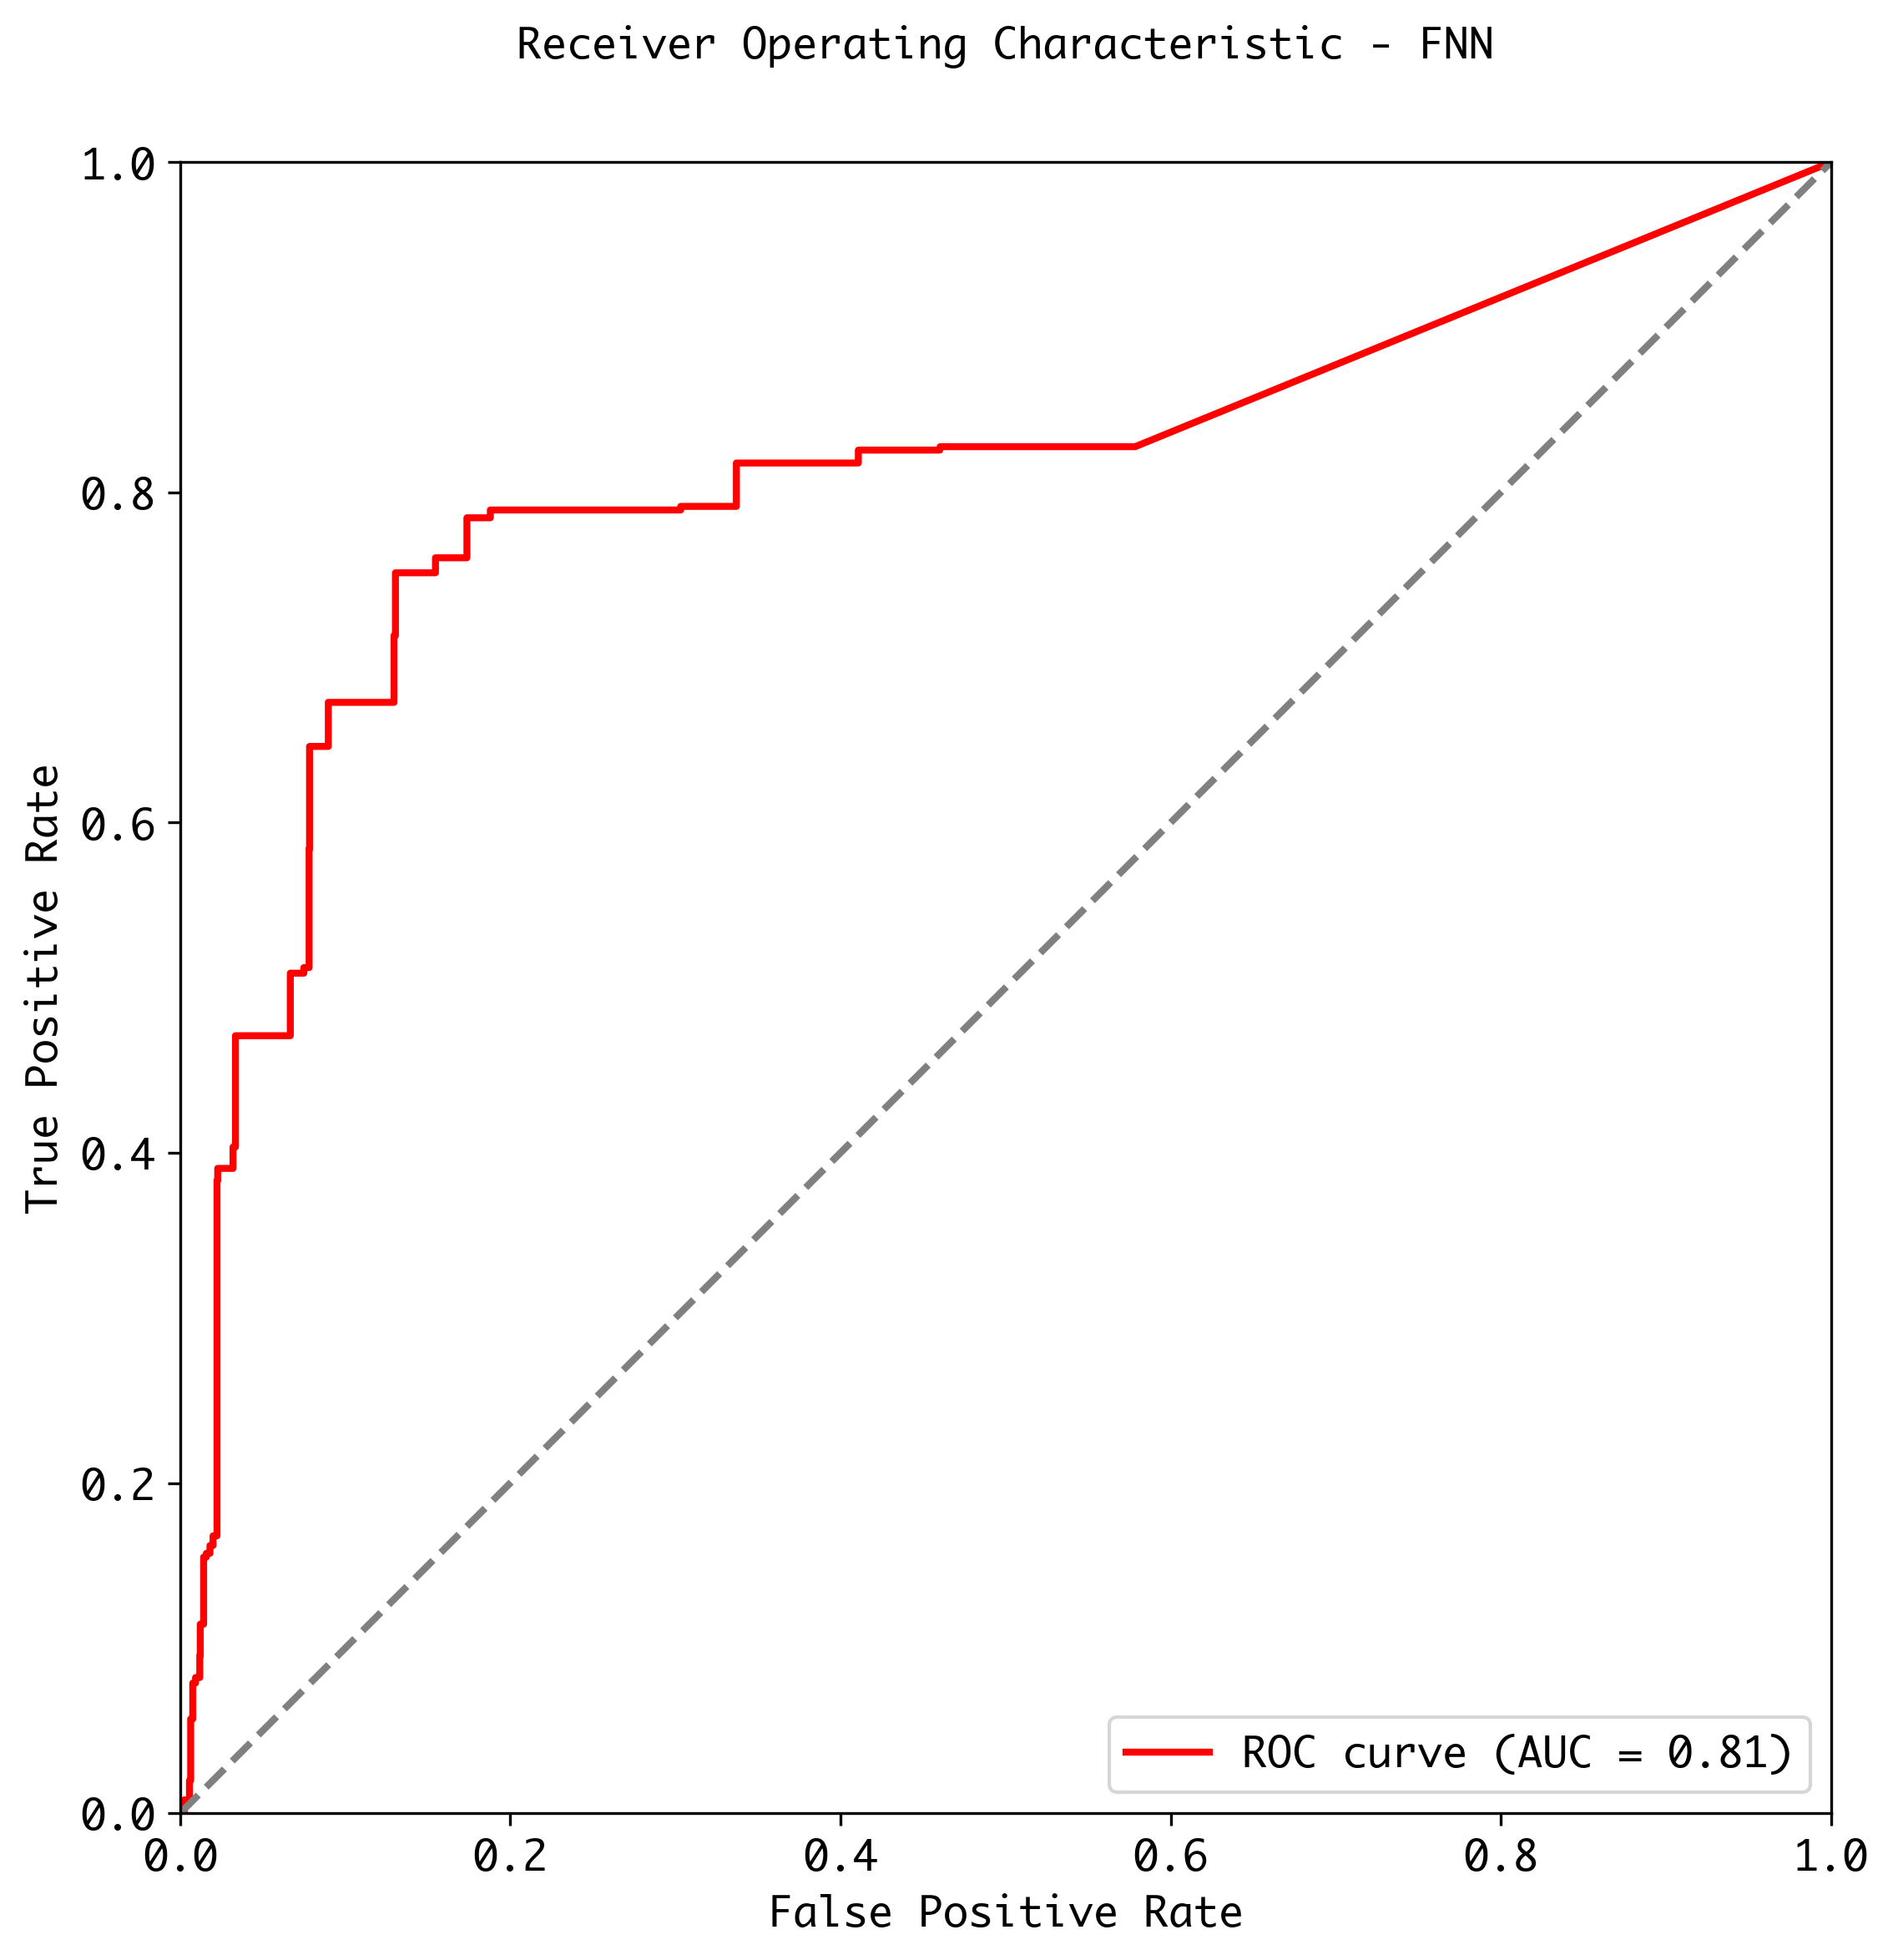 Receiver Operating Characteristic - FNN
1.0
0.8
0.6
0.4
0.2
0.0
True Positive Rate
0.0 0.2 0.4 0.6 0.8 1.0
False Positive Rate
ROC curve (AUC = 0.81)